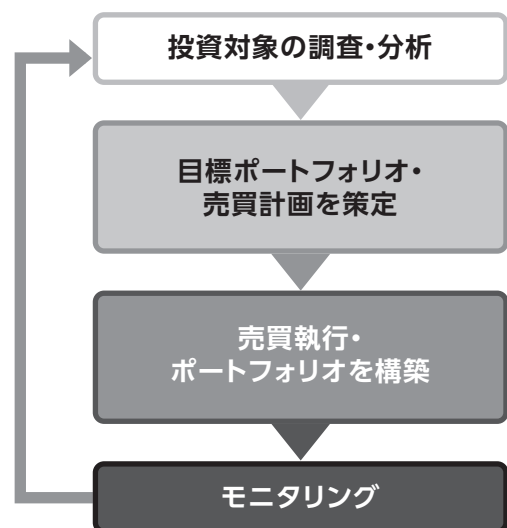 投資対象の調査・分析
目標ポートフォリオ・
売買計画を策定
売買執行・
ポートフォリオを構築
モニタリング